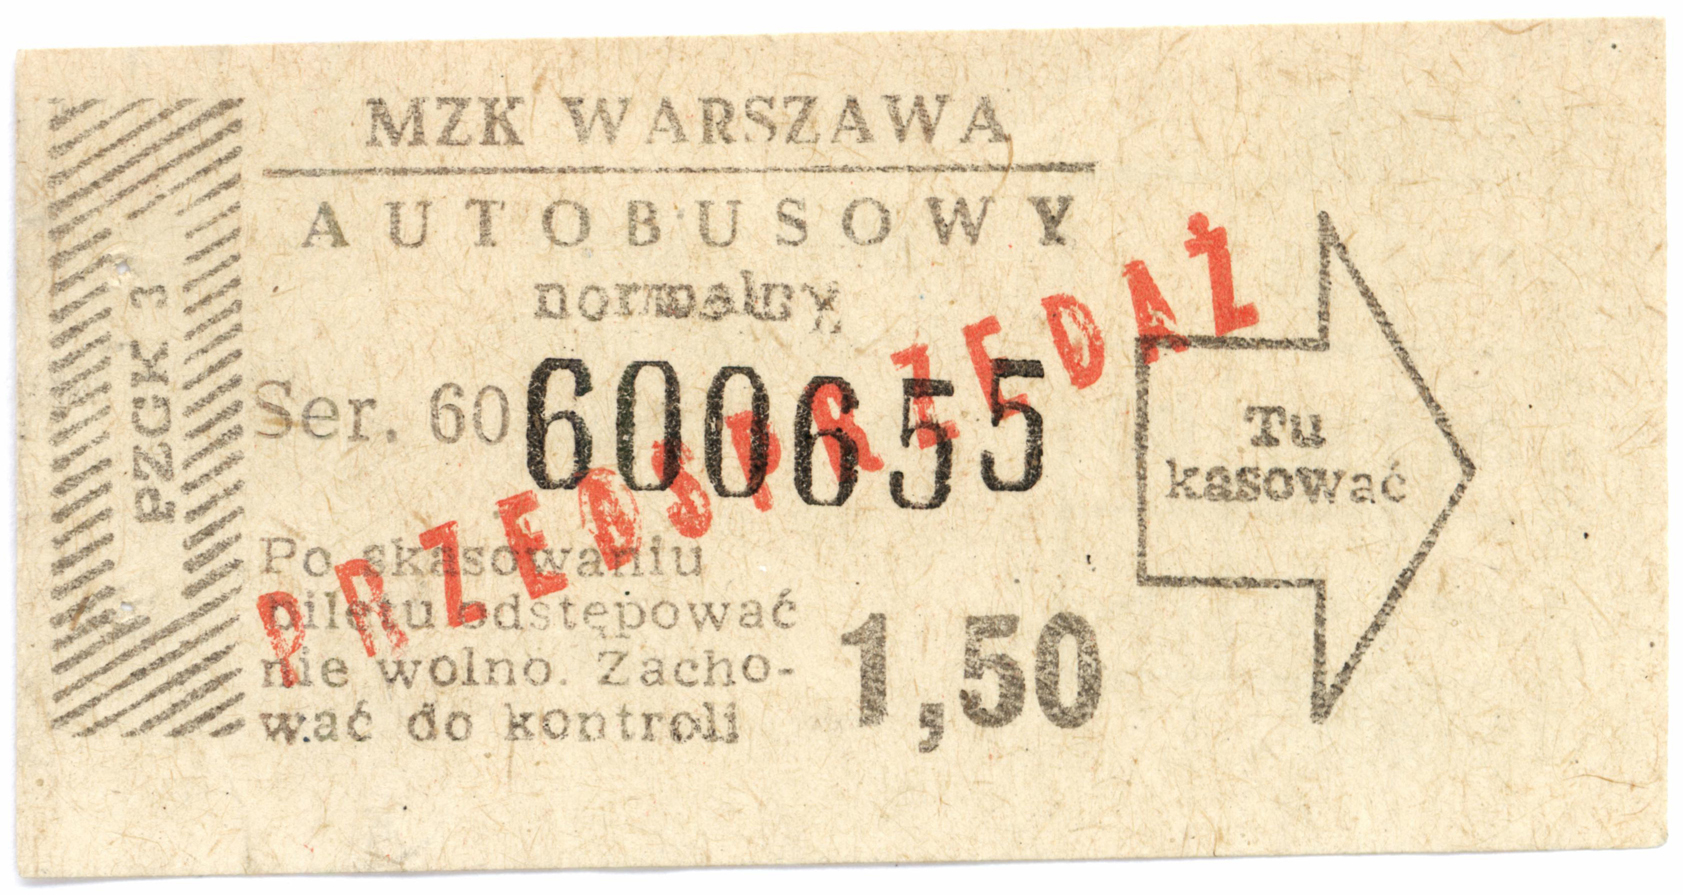 MZK WARSZAWA
AUTOBUSOWY
normalny
Ser. 60 600655
PRZEDSPRZEDAŻ
Po skasowaniu
biletu odstępować
nie wolno. Zacho-
wać do kontroli
1,50
Tu
kasować
PZGK 3